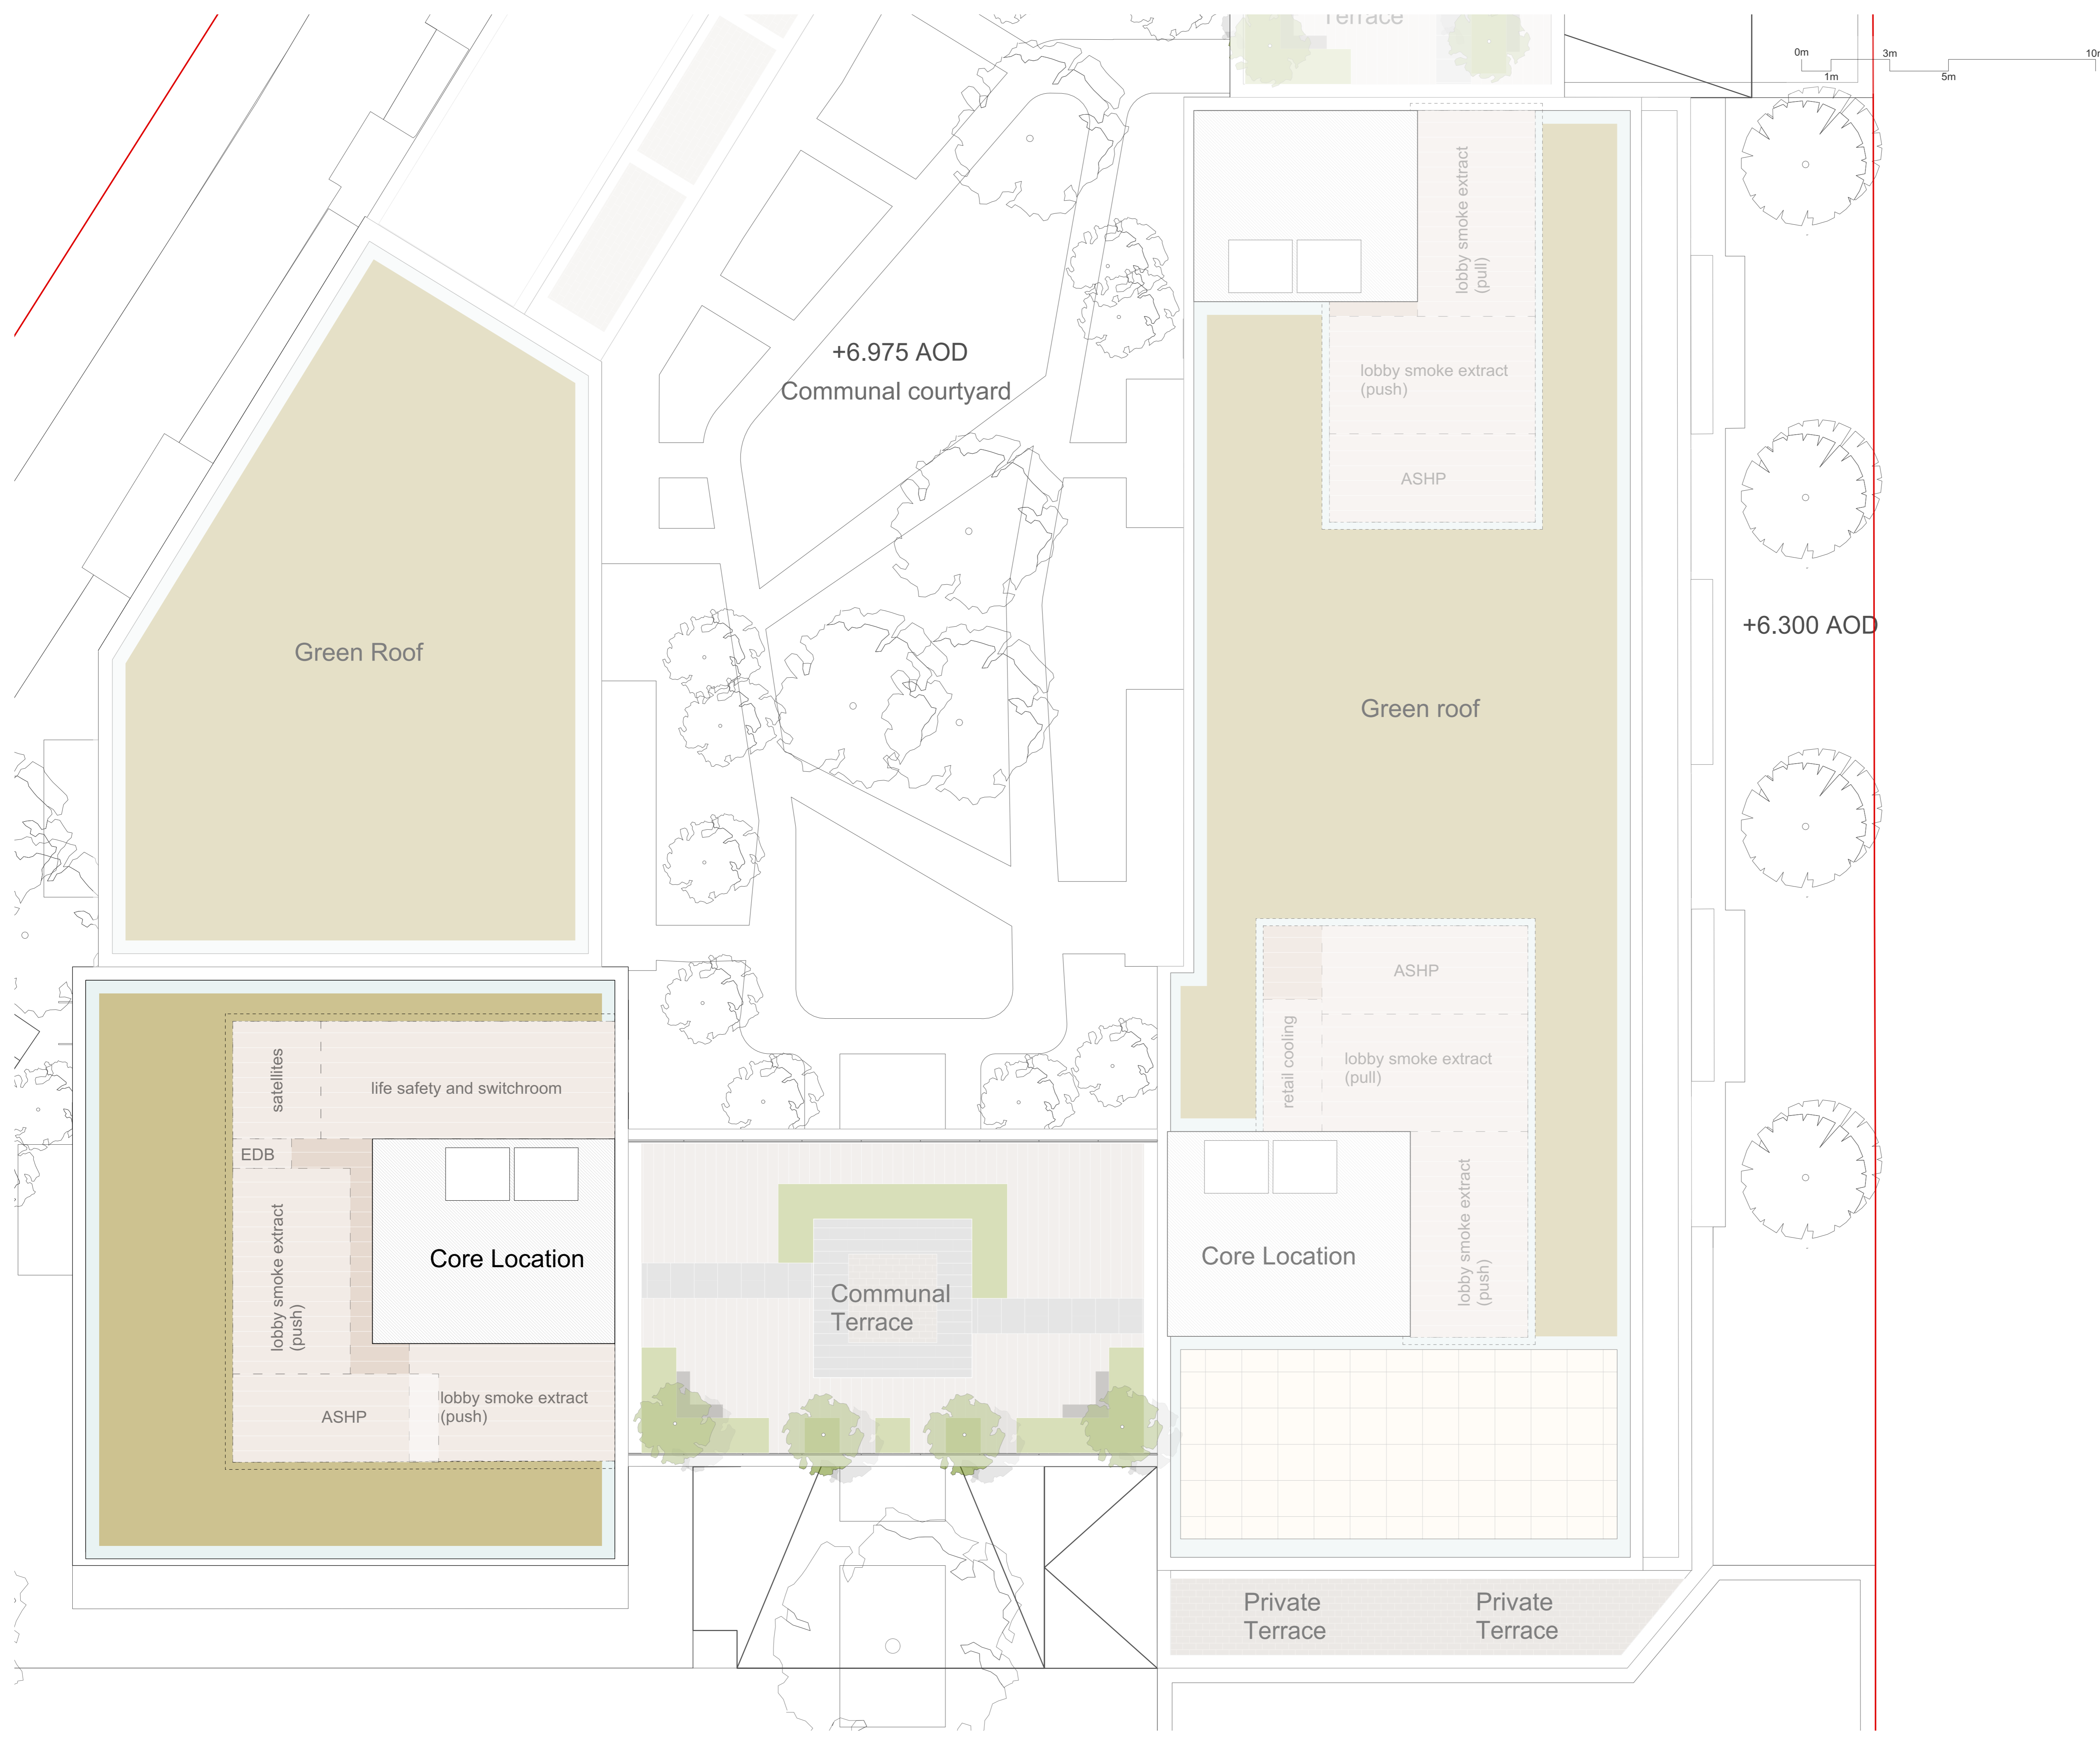 Terrace
0m
3m
10m
1m
5m
lobby smoke extract
(pull)
+6.975 AOD
Communal courtyard
lobby smoke extract
(push)
ASHP
+6.300 AOD
Green Roof
Green roof
ASHP
retail cooling
lobby smoke extract
(pull)
satellites
life safety and switchroom
EDB
lobby smoke extract
(push)
Core Location
Communal
Terrace
Core Location
lobby smoke extract
(push)
ASHP
lobby smoke extract
(push)
Private
Terrace
Private
Terrace